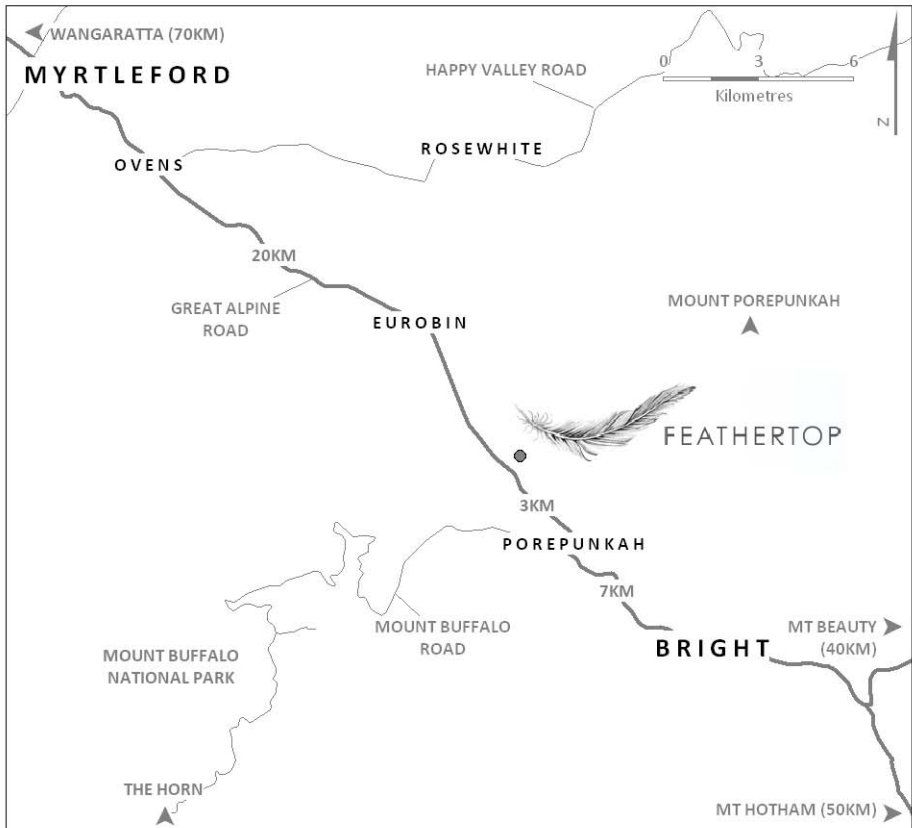 WANGARATTA (70KM)
MYRTLEFORD
HAPPY VALLEY ROAD
0 3 6
Kilometres
N
OVENS
ROSEWHITE
20KM
GREAT ALPINE
ROAD
EUROBIN
MOUNT POREPUNKAH
FEATHERTOP
3KM
POREPUNKAH
7KM
MOUNT BUFFALO
ROAD
BRIGHT
MT BEAUTY
(40KM)
MOUNT BUFFALO
NATIONAL PARK
THE HORN
MT HOTHAM (50KM)